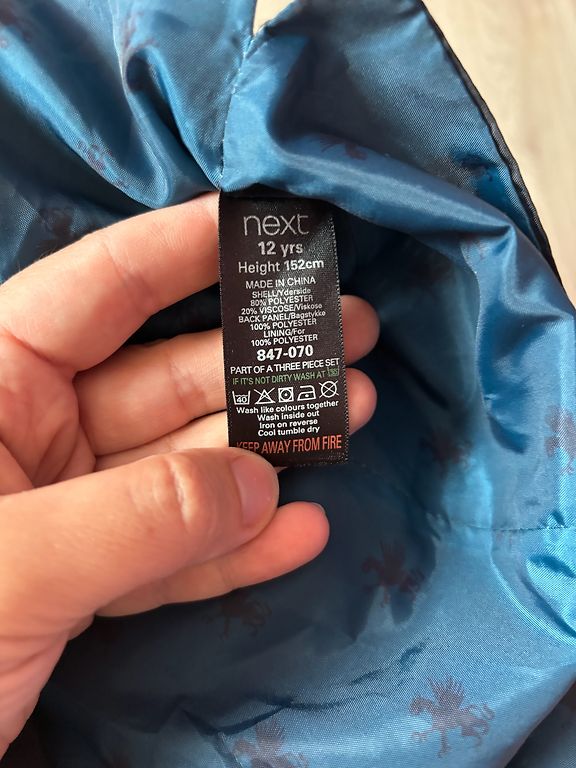 next
12 yrs
Height 152cm
MADE IN CHINA
SHELL/Yderside
80% POLYESTER
20% VISCOSE/Viskose
BACK PANEL/Bagstykke
100% POLYESTER
LINING/For
100% POLYESTER
847-070
PART OF A THREE PIECE SET
IF IT'S NOT DIRTY WASH AT 30
40
Wash like colours together
Wash inside out
Iron on reverse
Cool tumble dry
KEEP AWAY FROM FIRE